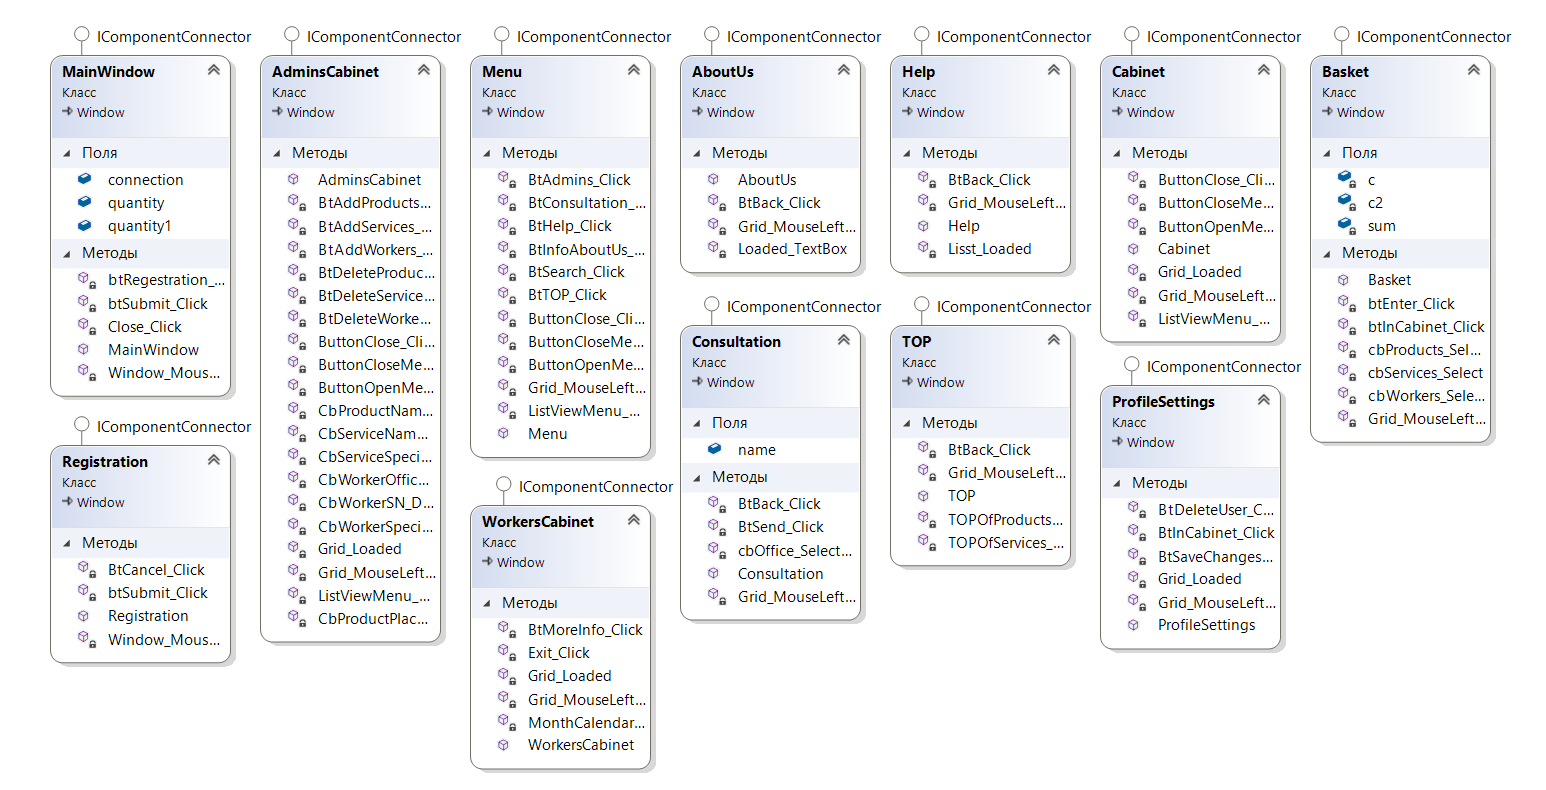 IComponentConnector
MainWindow
Класс
Window
Поля
connection
quantity
quantity1
Методы
btRegestration_...
btSubmit_Click
Close_Click
MainWindow
Window_Mous...
IComponentConnector
Registration
Класс
Window
Методы
BtCancel_Click
btSubmit_Click
Registration
Window_Mous...
IComponentConnector
AdminsCabinet
Класс
Window
Методы
AdminsCabinet
BtAddProducts...
BtAddServices_...
BtAddWorkers_...
BtDeleteProduc...
BtDeleteService...
BtDeleteWorke...
ButtonClose_Cli...
ButtonCloseMe...
ButtonOpenMe...
CbProductNam...
CbServiceNam...
CbServiceSpeci...
CbWorkerOffic...
CbWorkerSN_D...
CbWorkerSpeci...
Grid_Loaded
Grid_MouseLeft...
ListViewMenu_...
CbProductPlac...
IComponentConnector
Menu
Класс
Window
Методы
BtAdmins_Click
BtConsultation_...
BtHelp_Click
BtInfoAboutUs_...
BtSearch_Click
BtTOP_Click
ButtonClose_Cli...
ButtonCloseMe...
ButtonOpenMe...
Grid_MouseLeft...
ListViewMenu_...
Menu
IComponentConnector
WorkersCabinet
Класс
Window
Методы
BtMoreInfo_Click
Exit_Click
Grid_Loaded
Grid_MouseLeft...
MonthCalendar...
WorkersCabinet
IComponentConnector
AboutUs
Класс
Window
Методы
AboutUs
BtBack_Click
Grid_MouseLeft...
Loaded_TextBox
IComponentConnector
Consultation
Класс
Window
Поля
name
Методы
BtBack_Click
BtSend_Click
cbOffice_Select...
Consultation
Grid_MouseLeft...
IComponentConnector
Help
Класс
Window
Методы
BtBack_Click
Grid_MouseLeft...
Help
Lisst_Loaded
IComponentConnector
TOP
Класс
Window
Методы
BtBack_Click
Grid_MouseLeft...
TOP
TOPOfProducts...
TOPOfServices_...
IComponentConnector
Cabinet
Класс
Window
Методы
ButtonClose_Cli...
ButtonCloseMe...
ButtonOpenMe...
Cabinet
Grid_Loaded
Grid_MouseLeft...
ListViewMenu_...
IComponentConnector
ProfileSettings
Класс
Window
Методы
BtDeleteUser_C...
BtInCabinet_Click
BtSaveChanges...
Grid_Loaded
Grid_MouseLeft...
ProfileSettings
IComponentConnector
Basket
Класс
Window
Поля
c
c2
sum
Методы
Basket
btEnter_Click
btInCabinet_Click
cbProducts_Sel...
cbServices_Select
cbWorkers_Sele...
Grid_MouseLeft...